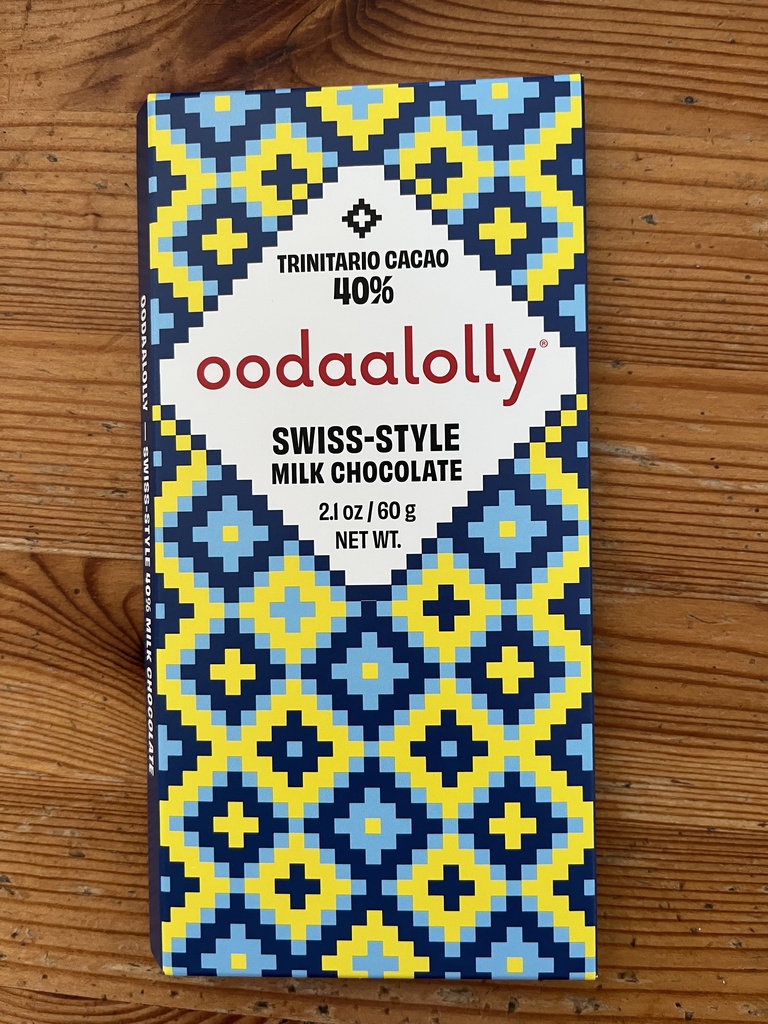 TRINITARIO CACAO
40%
oodaalolly®
SWISS-STYLE
MILK CHOCOLATE
2.1 oz / 60 g
NET WT.
OODAALOLLY — SWISS-STYLE 40% MILK CHOCOLATE